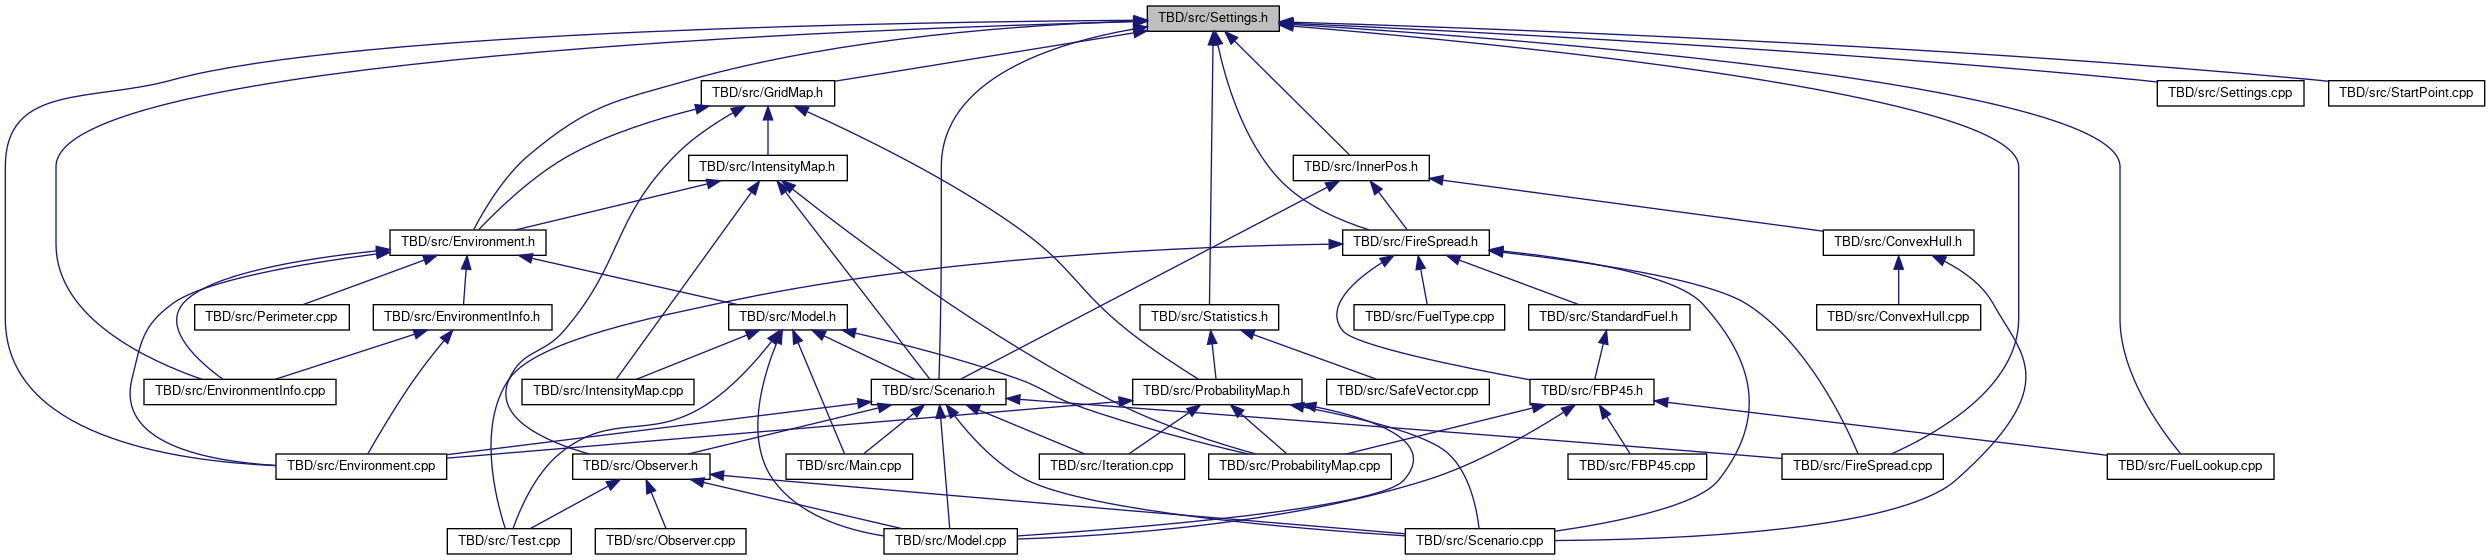 TBD/src/Settings.h
TBD/src/GridMap.h
TBD/src/Settings.cpp
TBD/src/StartPoint.cpp
TBD/src/IntensityMap.h
TBD/src/InnerPos.h
TBD/src/Environment.h
TBD/src/FireSpread.h
TBD/src/ConvexHull.h
TBD/src/Perimeter.cpp
TBD/src/EnvironmentInfo.h
TBD/src/Model.h
TBD/src/Statistics.h
TBD/src/FuelType.cpp
TBD/src/StandardFuel.h
TBD/src/ConvexHull.cpp
TBD/src/EnvironmentInfo.cpp
TBD/src/IntensityMap.cpp
TBD/src/Scenario.h
TBD/src/ProbabilityMap.h
TBD/src/SafeVector.cpp
TBD/src/FBP45.h
TBD/src/Environment.cpp
TBD/src/Observer.h
TBD/src/Main.cpp
TBD/src/Iteration.cpp
TBD/src/ProbabilityMap.cpp
TBD/src/FBP45.cpp
TBD/src/FireSpread.cpp
TBD/src/FuelLookup.cpp
TBD/src/Test.cpp
TBD/src/Observer.cpp
TBD/src/Model.cpp
TBD/src/Scenario.cpp